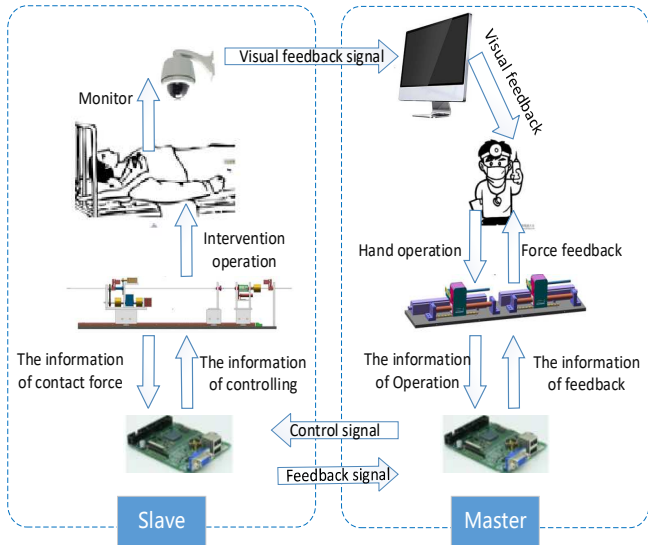 Visual feedback signal
Visual feedback
Monitor
Intervention
operation
Hand operation
Force feedback
The information
of contact force
The information
of controlling
The information
of Operation
The information
of feedback
Control signal
Feedback signal
Slave
Master